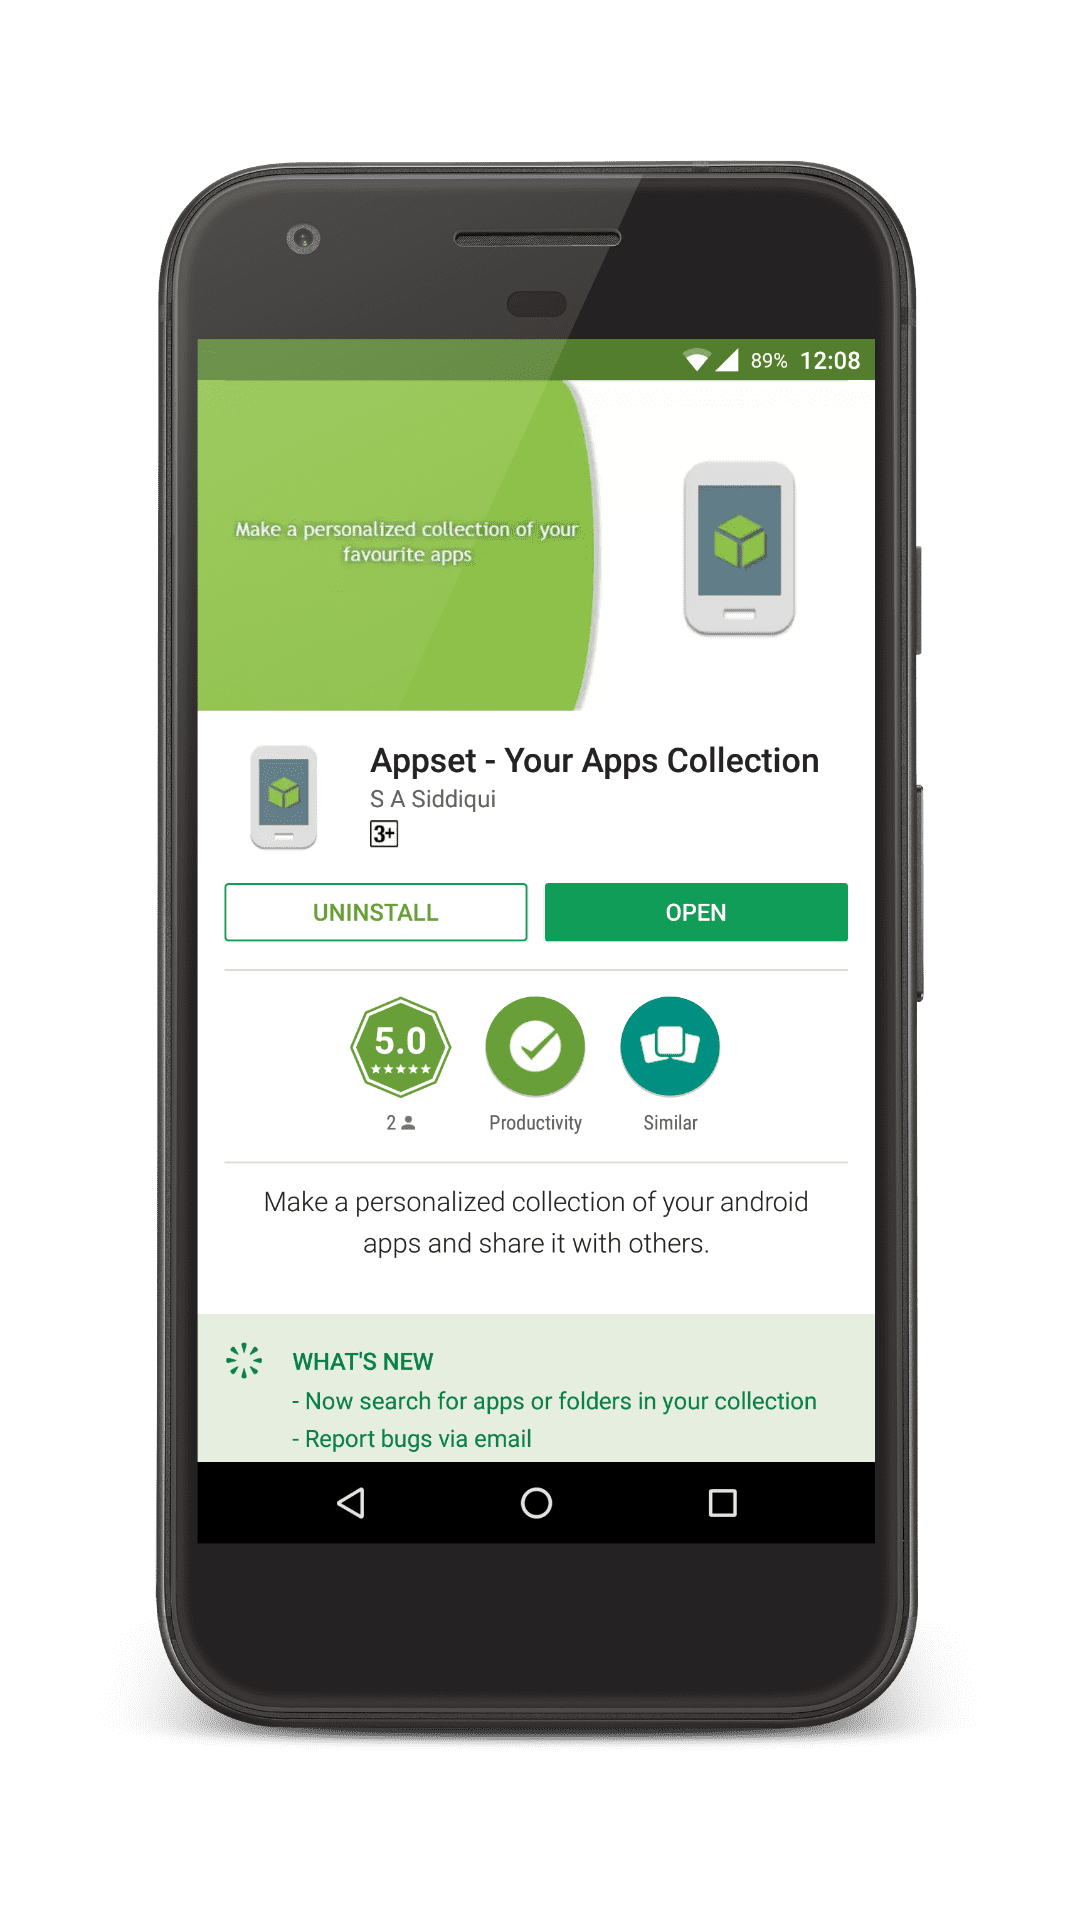 89% 12:08
Make a personalized collection of your
favourite apps
Appset - Your Apps Collection
S A Siddiqui
3+
UNINSTALL OPEN
5.0
2 Productivity Similar
Make a personalized collection of your android
apps and share it with others.
WHAT'S NEW
- Now search for apps or folders in your collection
- Report bugs via email